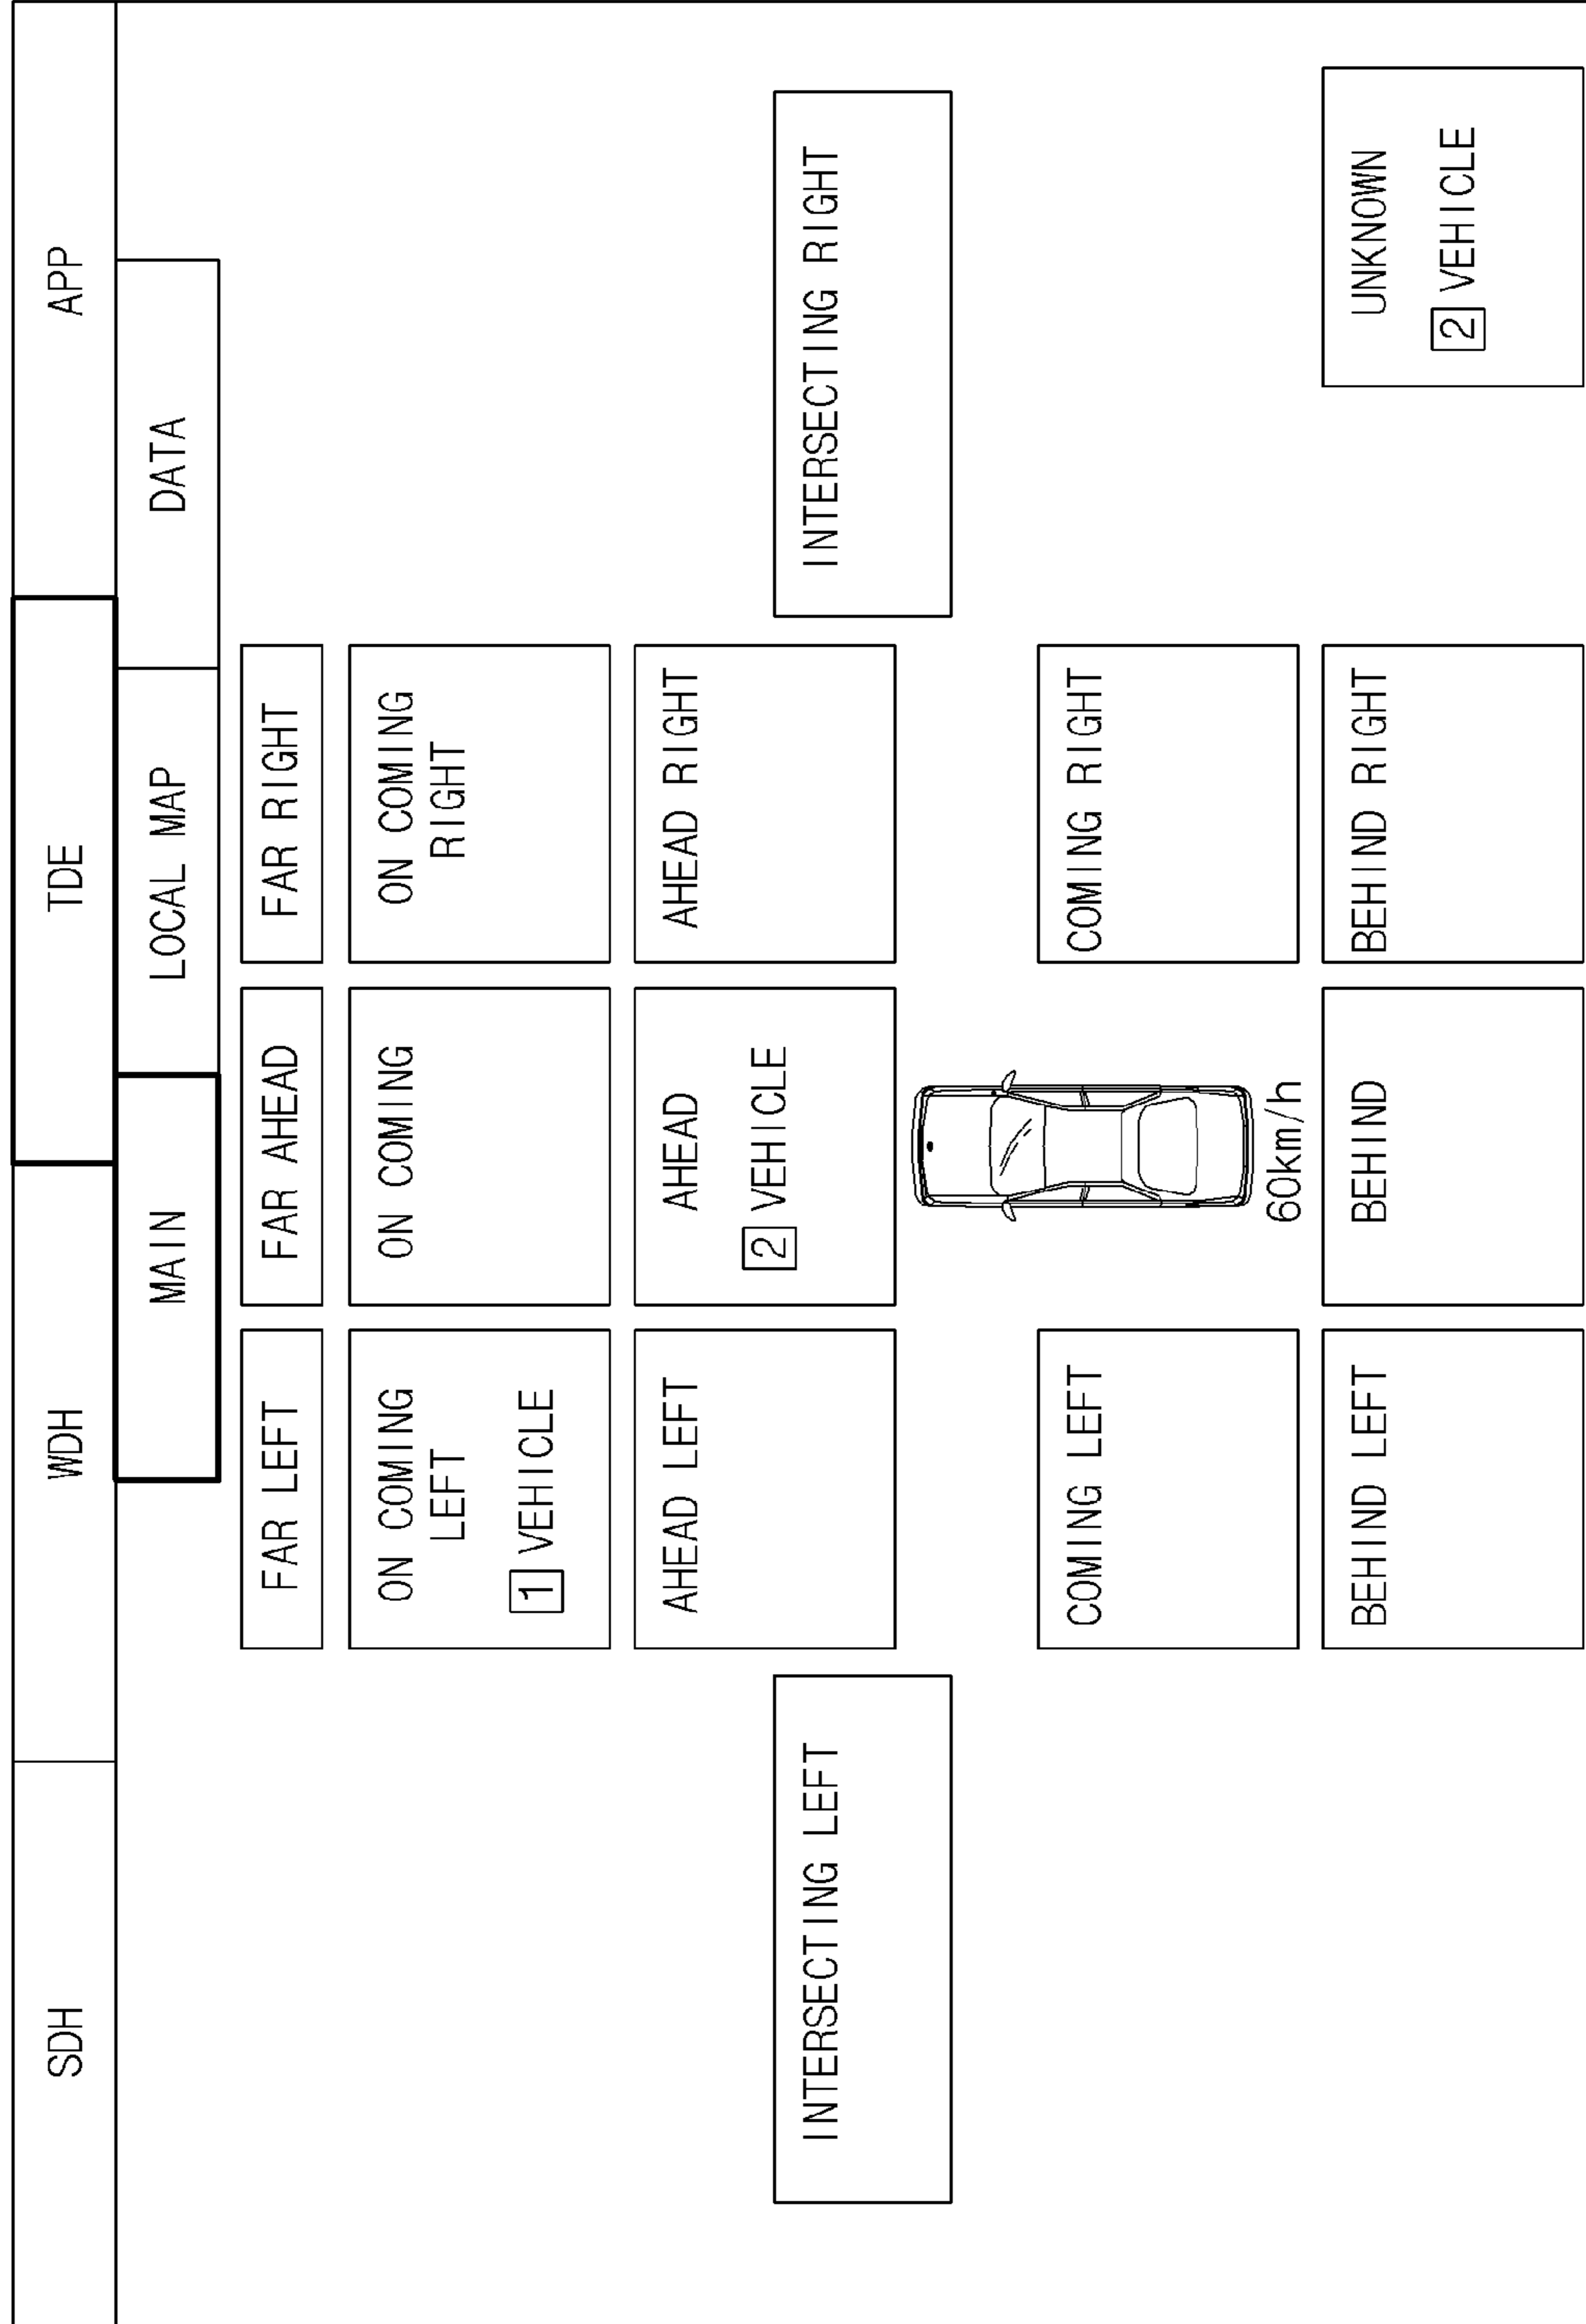 SDH
WDH
TDE
APP
MAIN
LOCAL MAP
DATA
FAR LEFT
FAR AHEAD
FAR RIGHT
ON COMING
LEFT
1 VEHICLE
ON COMING
ON COMING
RIGHT
AHEAD LEFT
AHEAD
2 VEHICLE
AHEAD RIGHT
INTERSECTING LEFT
INTERSECTING RIGHT
COMING LEFT
60km/h
COMING RIGHT
BEHIND LEFT
BEHIND
BEHIND RIGHT
UNKNOWN
2 VEHICLE